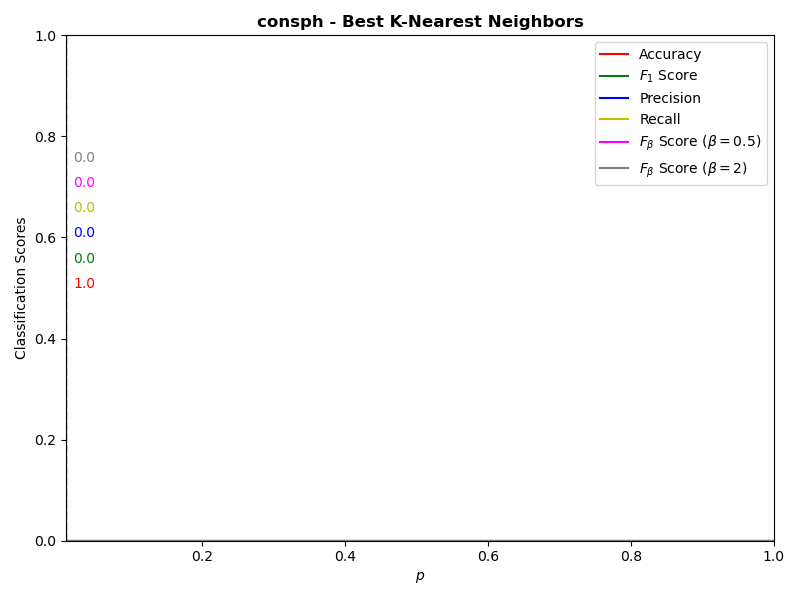 consph - Best K-Nearest Neighbors
Accuracy
F₁ Score
Precision
Recall
Fᵦ Score (β = 0.5)
Fᵦ Score (β = 2)
Classification Scores
1.0
0.8
0.6
0.4
0.2
0.0
0.0
0.0
0.0
0.0
0.0
1.0
0.2
0.4
0.6
0.8
1.0
p